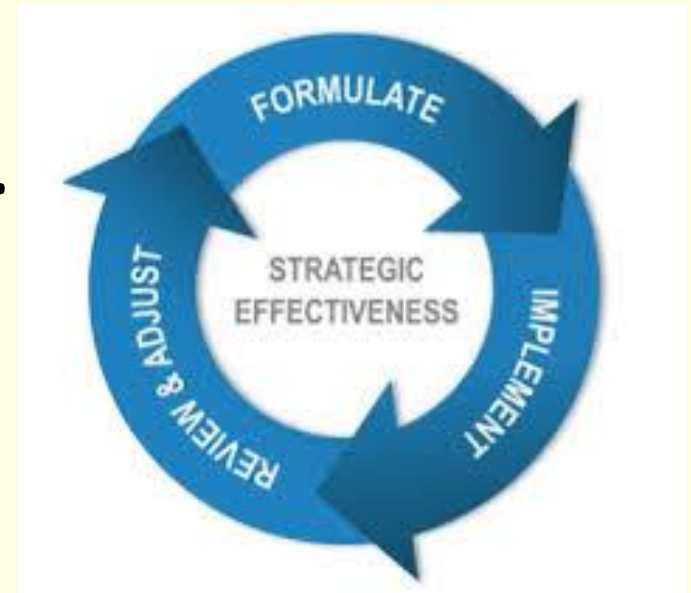 FORMULATE
STRATEGIC
EFFECTIVENESS
IMPLEMENT
REVIEW & ADJUST